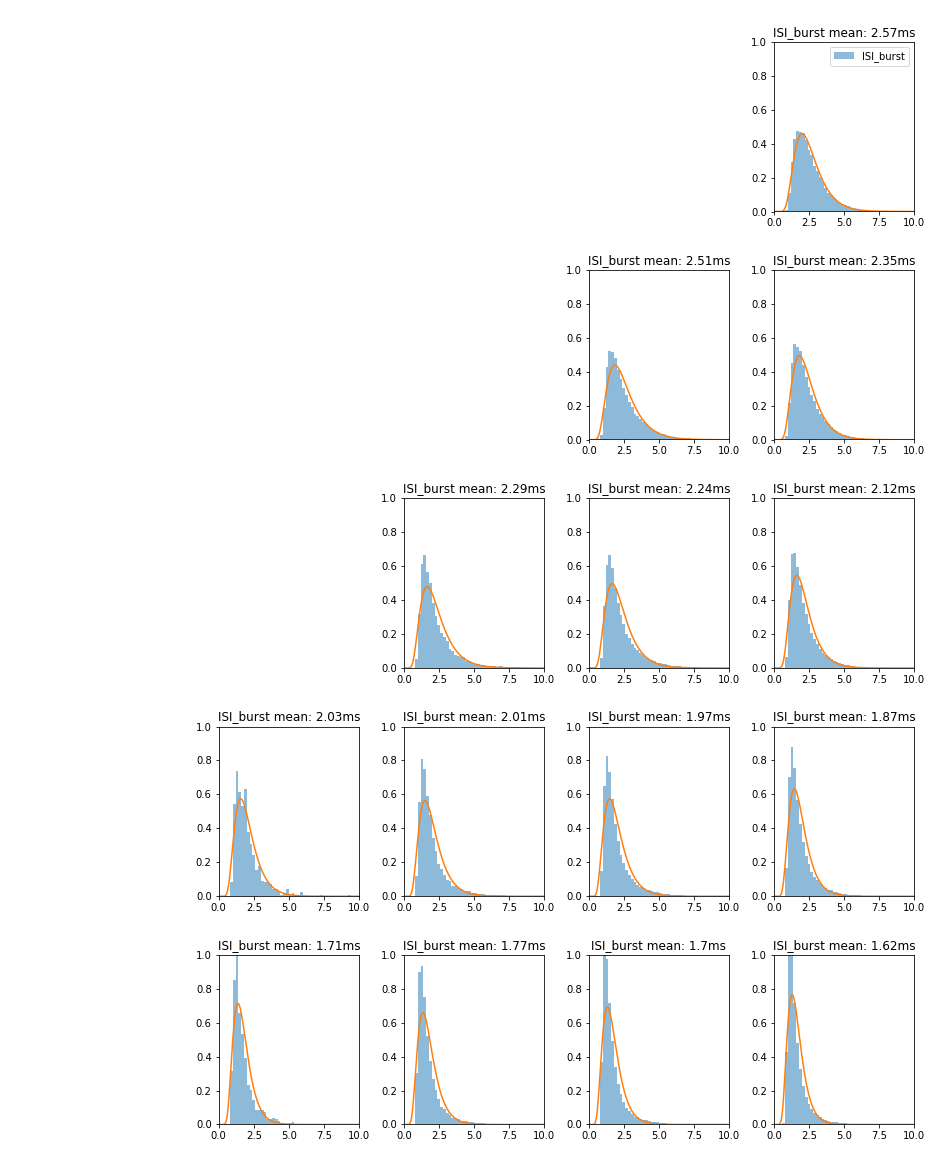 ISI_burst mean: 2.57ms
ISI_burst
1.0
0.8
0.6
0.4
0.2
0.0
0.0 2.5 5.0 7.5 10.0
ISI_burst mean: 2.51ms ISI_burst mean: 2.35ms
1.0 1.0
0.8 0.8
0.6 0.6
0.4 0.4
0.2 0.2
0.0 0.0
0.0 2.5 5.0 7.5 10.0 0.0 2.5 5.0 7.5 10.0
ISI_burst mean: 2.29ms ISI_burst mean: 2.24ms ISI_burst mean: 2.12ms
1.0 1.0 1.0
0.8 0.8 0.8
0.6 0.6 0.6
0.4 0.4 0.4
0.2 0.2 0.2
0.0 0.0 0.0
0.0 2.5 5.0 7.5 10.0 0.0 2.5 5.0 7.5 10.0 0.0 2.5 5.0 7.5 10.0
ISI_burst mean: 2.03ms ISI_burst mean: 2.01ms ISI_burst mean: 1.97ms ISI_burst mean: 1.87ms
1.0 1.0 1.0 1.0
0.8 0.8 0.8 0.8
0.6 0.6 0.6 0.6
0.4 0.4 0.4 0.4
0.2 0.2 0.2 0.2
0.0 0.0 0.0 0.0
0.0 2.5 5.0 7.5 10.0 0.0 2.5 5.0 7.5 10.0 0.0 2.5 5.0 7.5 10.0 0.0 2.5 5.0 7.5 10.0
ISI_burst mean: 1.71ms ISI_burst mean: 1.77ms ISI_burst mean: 1.7ms ISI_burst mean: 1.62ms
1.0 1.0 1.0 1.0
0.8 0.8 0.8 0.8
0.6 0.6 0.6 0.6
0.4 0.4 0.4 0.4
0.2 0.2 0.2 0.2
0.0 0.0 0.0 0.0
0.0 2.5 5.0 7.5 10.0 0.0 2.5 5.0 7.5 10.0 0.0 2.5 5.0 7.5 10.0 0.0 2.5 5.0 7.5 10.0